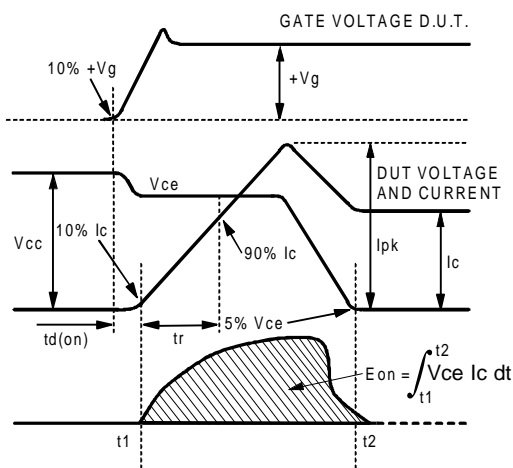 GATE VOLTAGE D.U.T.
10% +Vg
+Vg
Vce
DUT VOLTAGE
AND CURRENT
Vcc
10% Ic
90% Ic
Ipk
Ic
td(on)
tr
5% Vce
Eon = ∫ Vce Ic dt
t2
t1
t1
t2